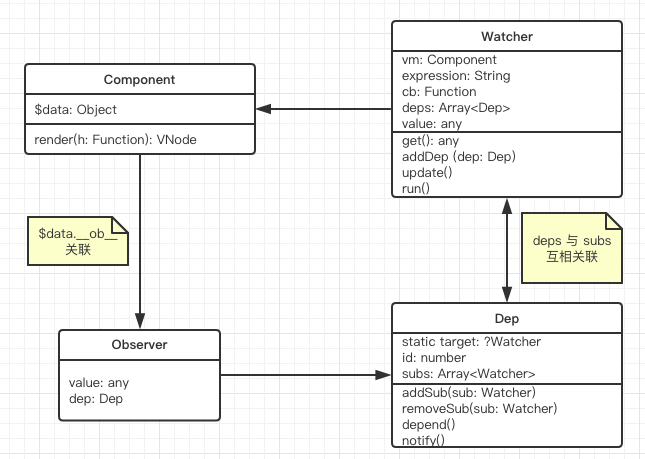 Component
$data: Object
render(h: Function): VNode
Watcher
vm: Component
expression: String
cb: Function
deps: Array<Dep>
value: any
get(): any
addDep (dep: Dep)
update()
run()
$data.__ob__
关联
deps 与 subs
互相关联
Observer
value: any
dep: Dep
Dep
static target: ?Watcher
id: number
subs: Array<Watcher>
addSub(sub: Watcher)
removeSub(sub: Watcher)
depend()
notify()